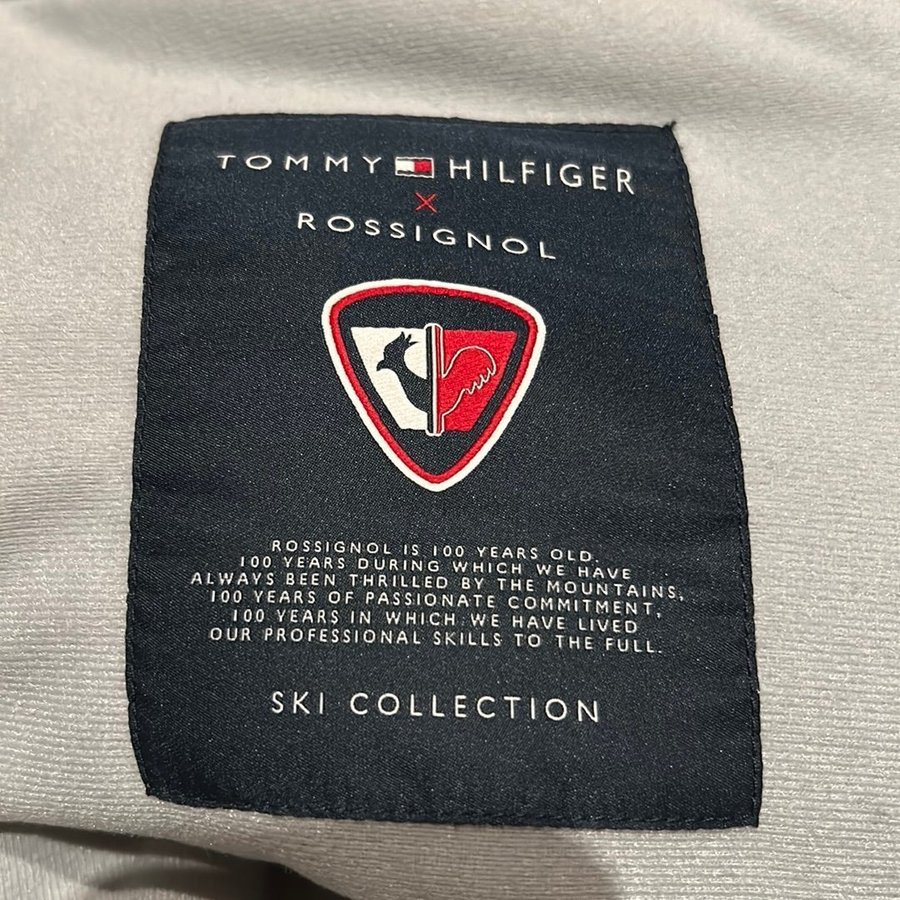 TOMMY HILFIGER
X
ROSSIGNOL
ROSSIGNOL IS 100 YEARS OLD.
100 YEARS DURING WHICH WE HAVE
ALWAYS BEEN THRILLED BY THE MOUNTAINS,
100 YEARS OF PASSIONATE COMMITMENT,
100 YEARS IN WHICH WE HAVE LIVED
OUR PROFESSIONAL SKILLS TO THE FULL.
SKI COLLECTION